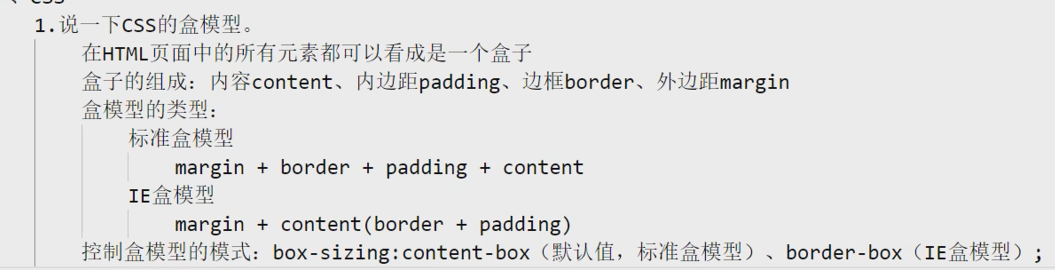 1.说一下CSS的盒模型。
在HTML页面中的所有元素都可以看成是一个盒子
盒子的组成：内容content、内边距padding、边框border、外边距margin
盒模型的类型：
标准盒模型
margin + border + padding + content
IE盒模型
margin + content(border + padding)
控制盒模型的模式：box-sizing:content-box（默认值，标准盒模型）、border-box（IE盒模型）;